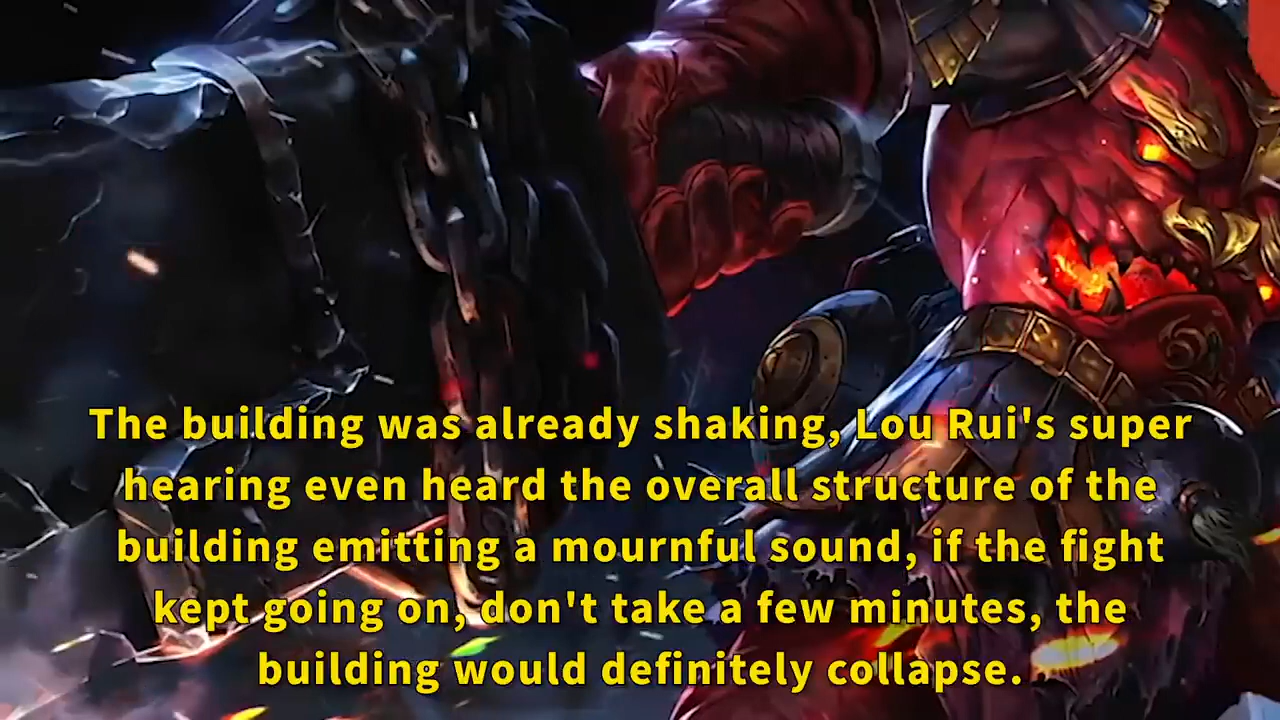 The building was already shaking, Lou Rui's super
hearing even heard the overall structure of the
building emitting a mournful sound, if the fight
kept going on, don't take a few minutes, the
building would definitely collapse.